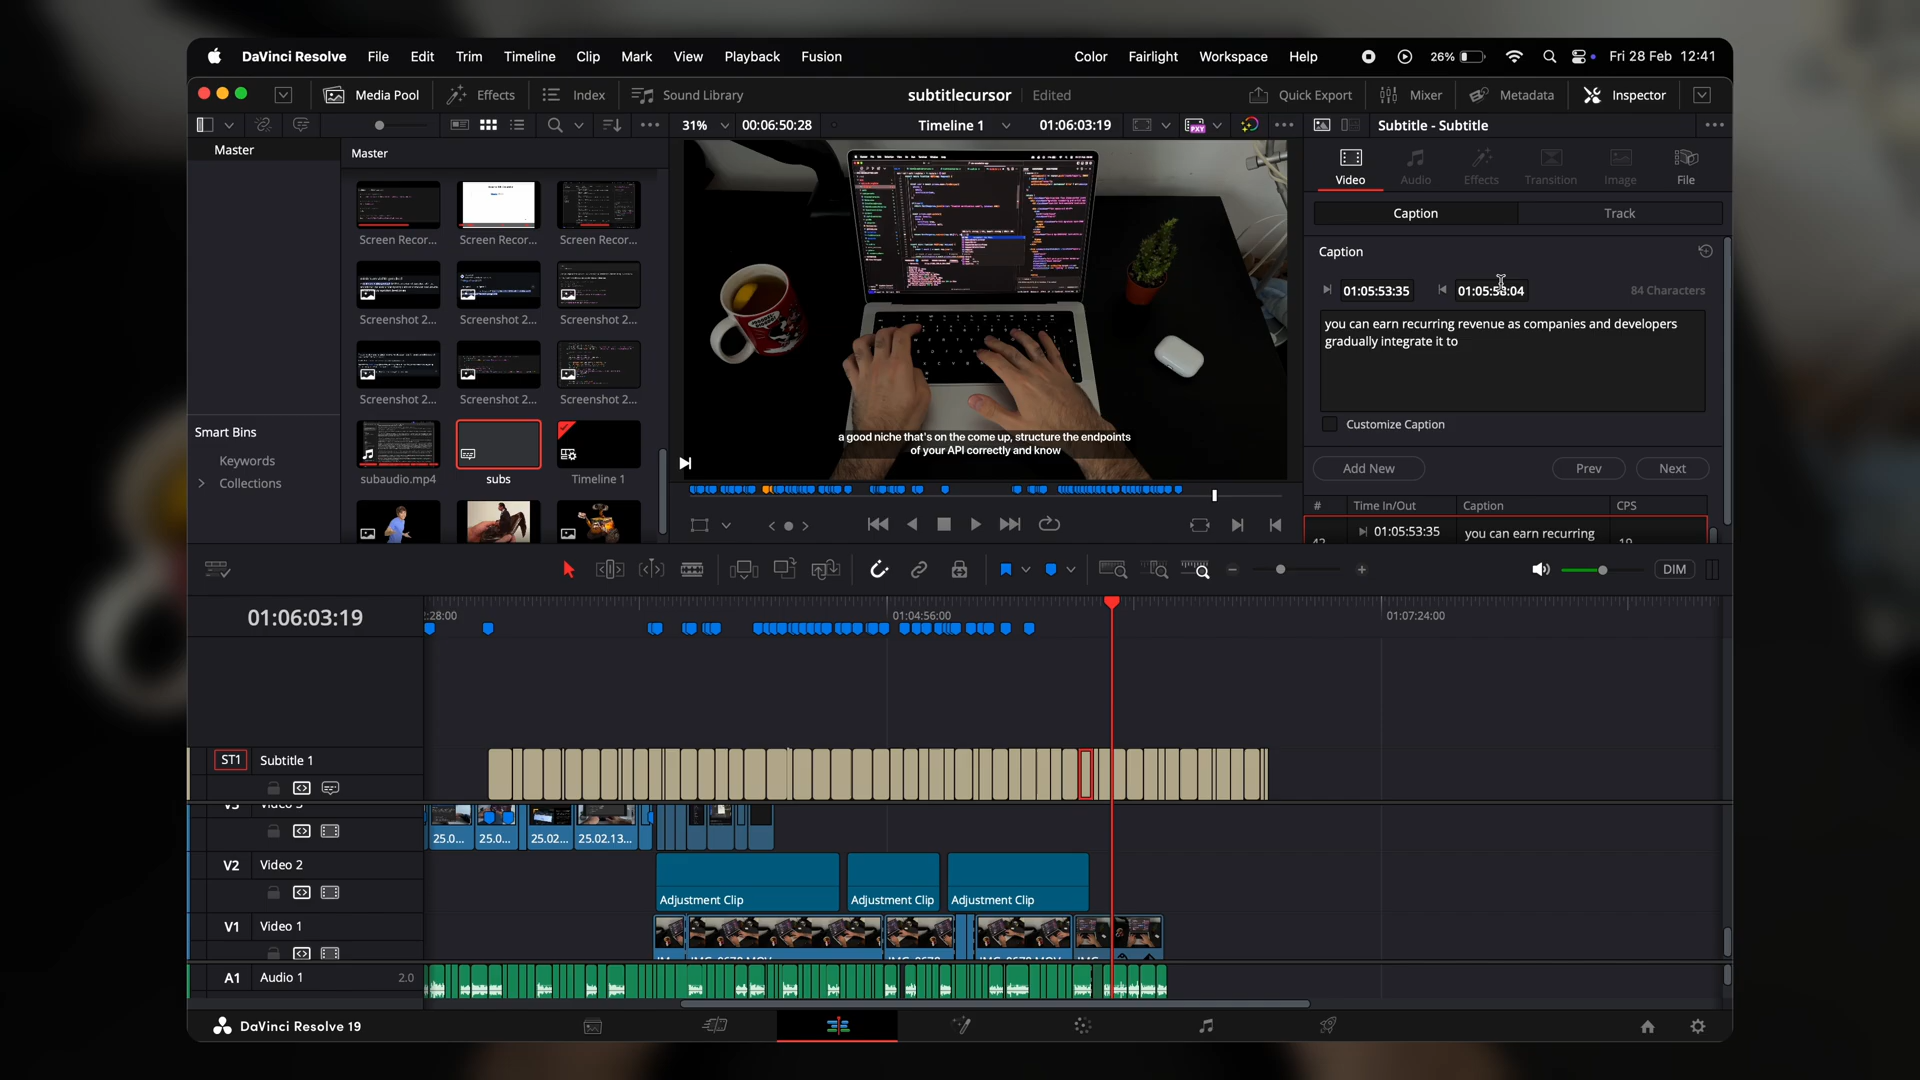 DaVinci Resolve File Edit Trim Timeline Clip Mark View Playback Fusion Color Fairlight Workspace Help 26% Fri 28 Feb 12:41
Media Pool Effects Index Sound Library subtitlecursor Edited Quick Export Mixer Metadata Inspector
31% 00:06:50:28 Timeline 1 01:06:03:19 PXY Subtitle - Subtitle
Master
Master
Video Audio Effects Transition Image File
Caption Track
Screen Recor... Screen Recor... Screen Recor...
Caption
01:05:53:35 84 Characters
Screenshot 2... Screenshot 2... Screenshot 2...
you can earn recurring revenue as companies and developers
gradually integrate it to
Screenshot 2... Screenshot 2... Screenshot 2...
Customize Caption
Smart Bins
Keywords
Collections
subaudio.mp4 subs Timeline 1
a good niche that's on the come up, structure the endpoints
of your API correctly and know
Add New Prev Next
# Time In/Out Caption CPS
01:05:53:35 you can earn recurring
DIM
01:06:03:19
:28:00 01:04:56:00 01:07:24:00
ST1 Subtitle 1
25.0... 25.0... 25.02... 25.02.13...
V2 Video 2
Adjustment Clip Adjustment Clip Adjustment Clip
V1 Video 1
A1 Audio 1 2.0
DaVinci Resolve 19